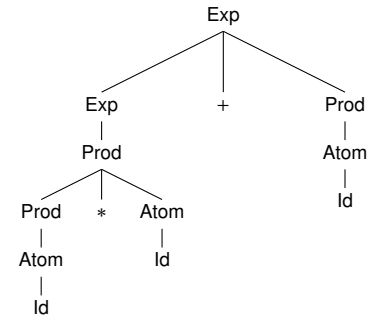 Exp
Exp + Prod
Prod Atom
Prod * Atom Id
Atom Id
Id